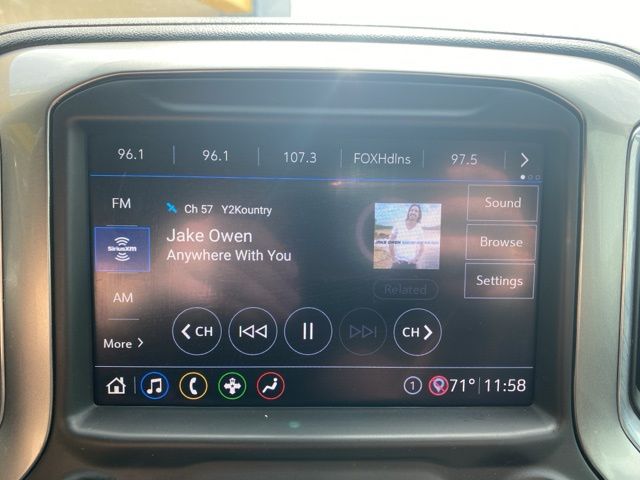 96.1 96.1 107.3 FOXHdlns 97.5
FM
SiriusXM
AM
More
Ch 57 Y2Kountry
Jake Owen
Anywhere With You
JAKE OWEN
Related
Sound
Browse
Settings
CH
CH
1 71° 11:58